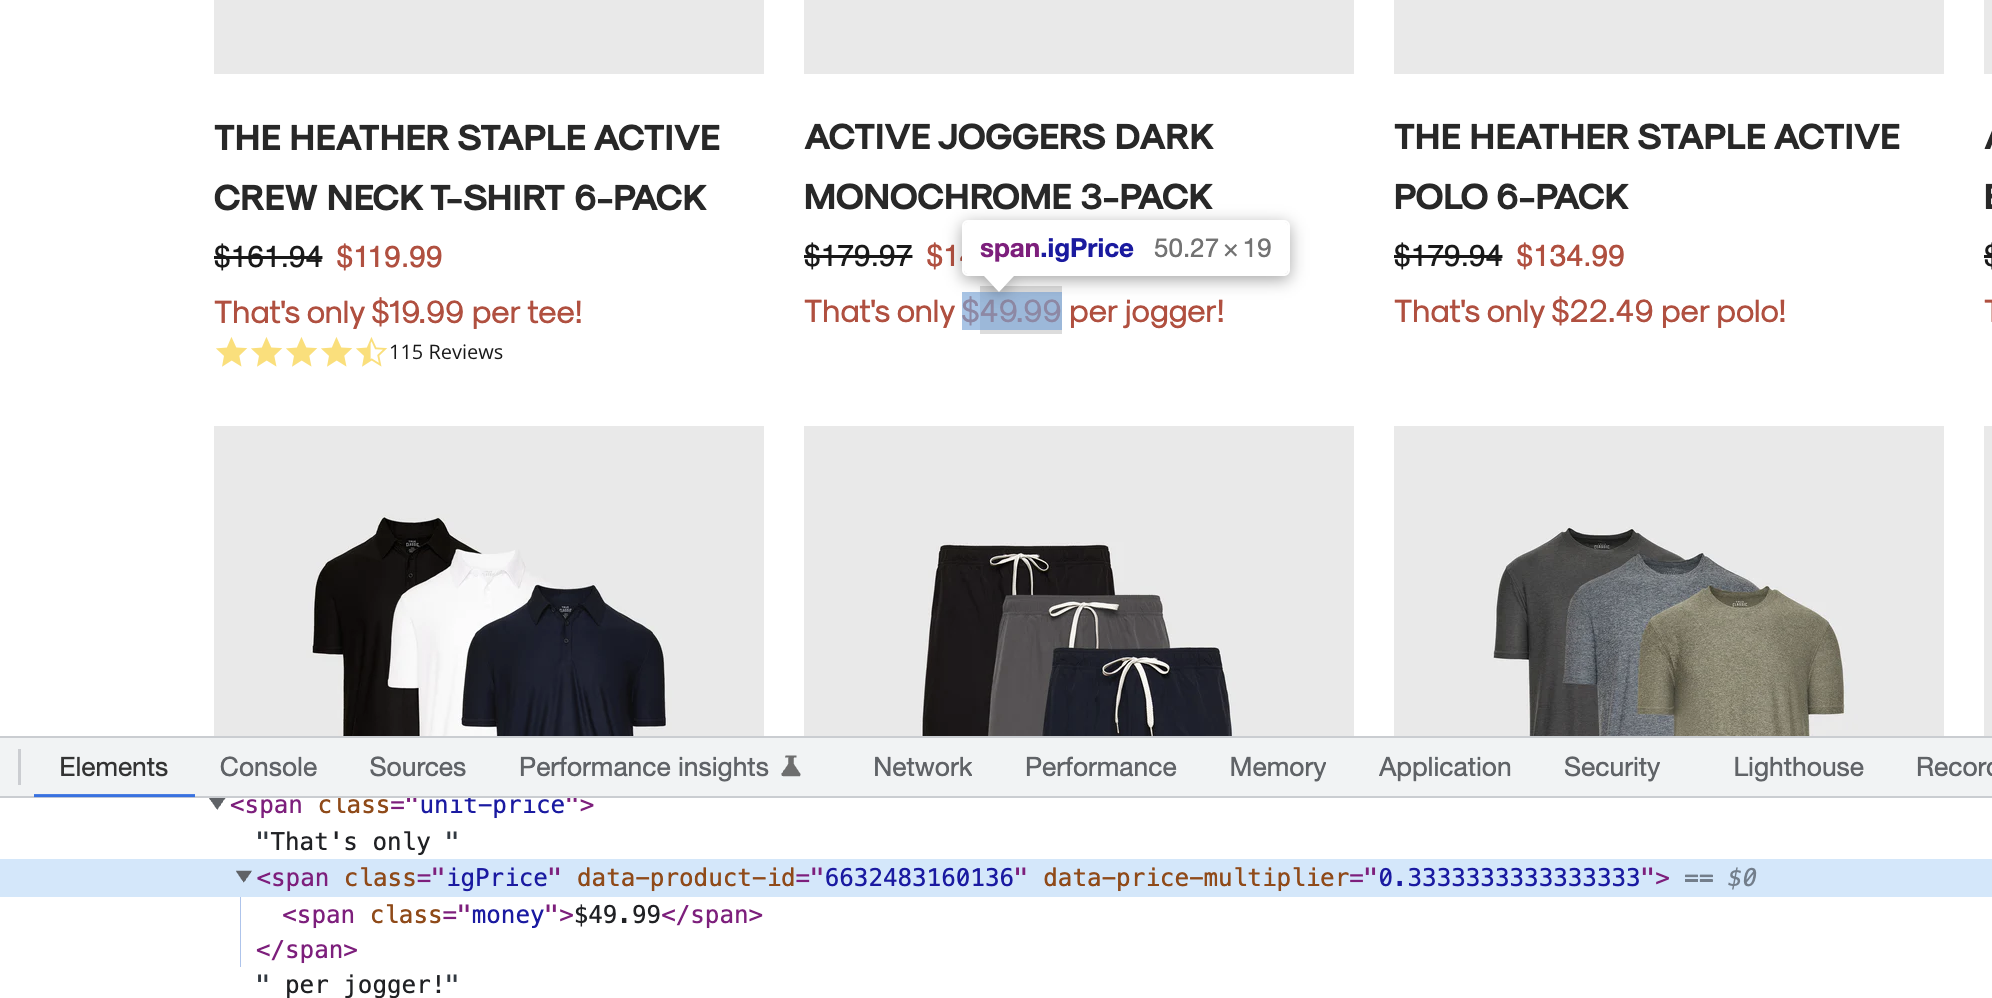 THE HEATHER STAPLE ACTIVE
CREW NECK T-SHIRT 6-PACK
$161.94 $119.99
That's only $19.99 per tee!
115 Reviews
ACTIVE JOGGERS DARK
MONOCHROME 3-PACK
$179.97 $14
span.igPrice 50.27×19
That's only $49.99 per jogger!
THE HEATHER STAPLE ACTIVE
POLO 6-PACK
$179.94 $134.99
That's only $22.49 per polo!
Elements Console Sources Performance insights Network Performance Memory Application Security Lighthouse Recor
<span class="unit-price">
"That's only "
<span class="igPrice" data-product-id="6632483160136" data-price-multiplier="0.3333333333333333"> == $0
<span class="money">$49.99</span>
</span>
" per jogger!"